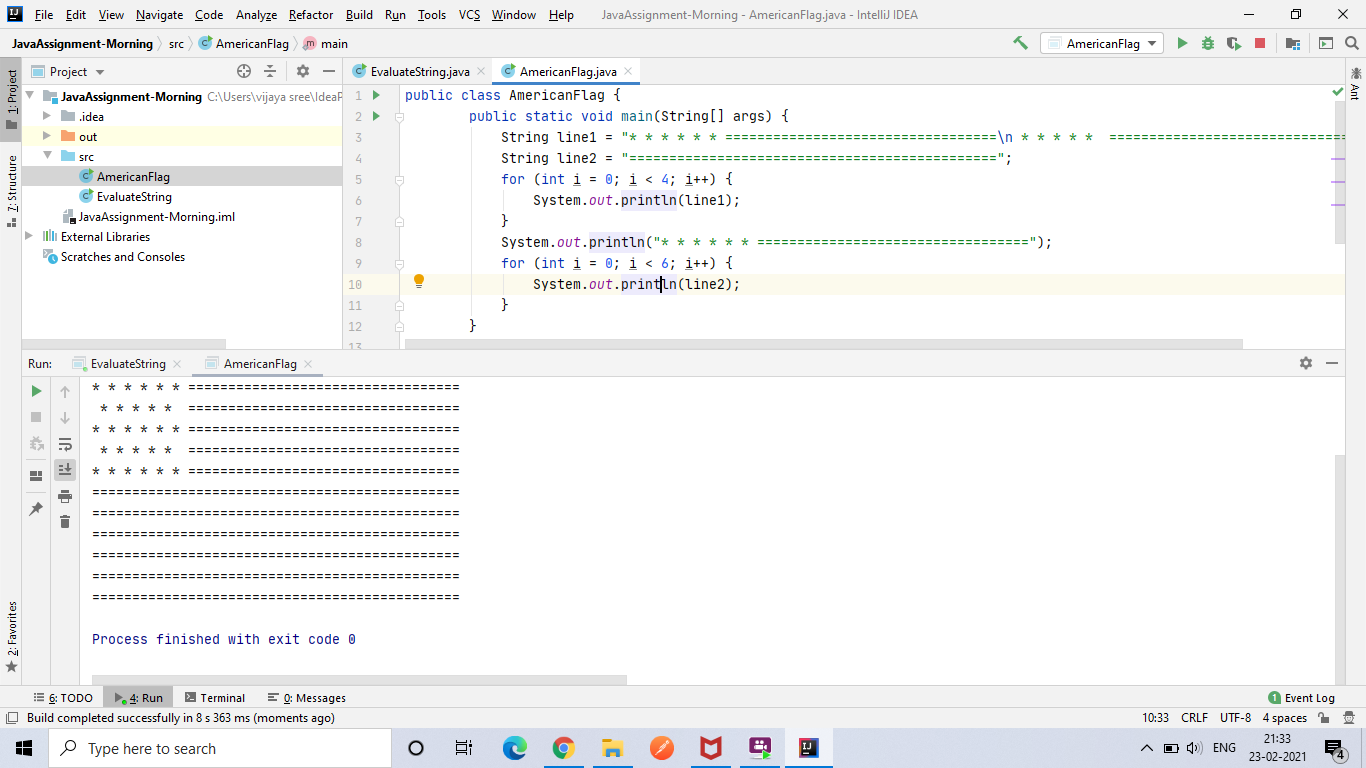 File Edit View Navigate Code Analyze Refactor Build Run Tools VCS Window Help JavaAssignment-Morning - AmericanFlag.java - IntelliJ IDEA
JavaAssignment-Morning src AmericanFlag main AmericanFlag
1: Project
7: Structure
2: Favorites
Ant
Project
JavaAssignment-Morning C:\Users\vijaya sree\IdeaP
.idea
out
src
AmericanFlag
EvaluateString
JavaAssignment-Morning.iml
External Libraries
Scratches and Consoles
EvaluateString.java AmericanFlag.java
1 public class AmericanFlag {
2 public static void main(String[] args) {
3 String line1 = "* * * * * * ==================================\n * * * * *  ==============================
4 String line2 = "==============================================";
5 for (int i = 0; i < 4; i++) {
6 System.out.println(line1);
7 }
8 System.out.println("* * * * * * ==================================");
9 for (int i = 0; i < 6; i++) {
10 System.out.println(line2);
11 }
12 }
13
Run: EvaluateString AmericanFlag
* * * * * * ==================================
 * * * * *  ==================================
* * * * * * ==================================
 * * * * *  ==================================
* * * * * * ==================================
==============================================
==============================================
==============================================
==============================================
==============================================
==============================================
Process finished with exit code 0
6: TODO 4: Run Terminal 0: Messages 1 Event Log
Build completed successfully in 8 s 363 ms (moments ago) 10:33 CRLF UTF-8 4 spaces
Type here to search ENG 21:33
23-02-2021 4